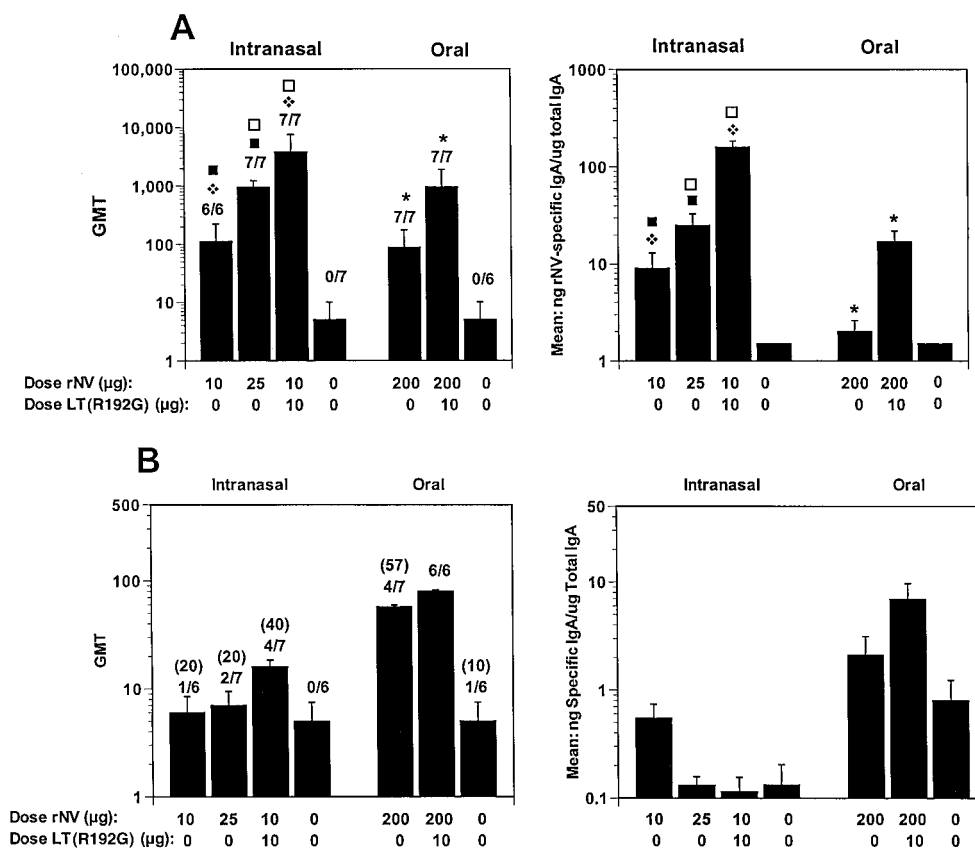 A
Intranasal Oral
100,000
10,000
1,000
100
10
1
GMT
6/6
7/7
7/7
0/7
* 7/7
* 7/7
0/6
Dose rNV (µg): 10 25 10 0 200 200 0
Dose LT(R192G) (µg): 0 0 10 0 0 10 0
Intranasal Oral
1000
100
10
1
Mean: ng rNV-specific IgA/ug total IgA
* *
10 25 10 0 200 200 0
0 0 10 0 0 10 0
B
Intranasal Oral
500
100
10
1
GMT
(20) 1/6
(20) 2/7
(40) 4/7
0/6
(57) 4/7
6/6
(10) 1/6
Dose rNV (µg): 10 25 10 0 200 200 0
Dose LT(R192G) (µg): 0 0 10 0 0 10 0
Intranasal Oral
50
10
1
0.1
Mean: ng Specific IgA/ug Total IgA
10 25 10 0 200 200 0
0 0 10 0 0 10 0